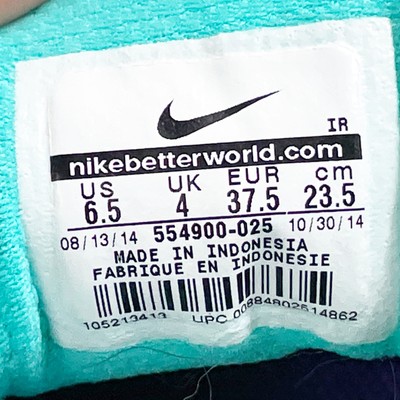 IR
nikebetterworld.com
US UK EUR cm
6.5 4 37.5 23.5
08/13/14 554900-025 10/30/14
MADE IN INDONESIA
FABRIQUE EN INDONESIE
105213413 UPC 00884802614862